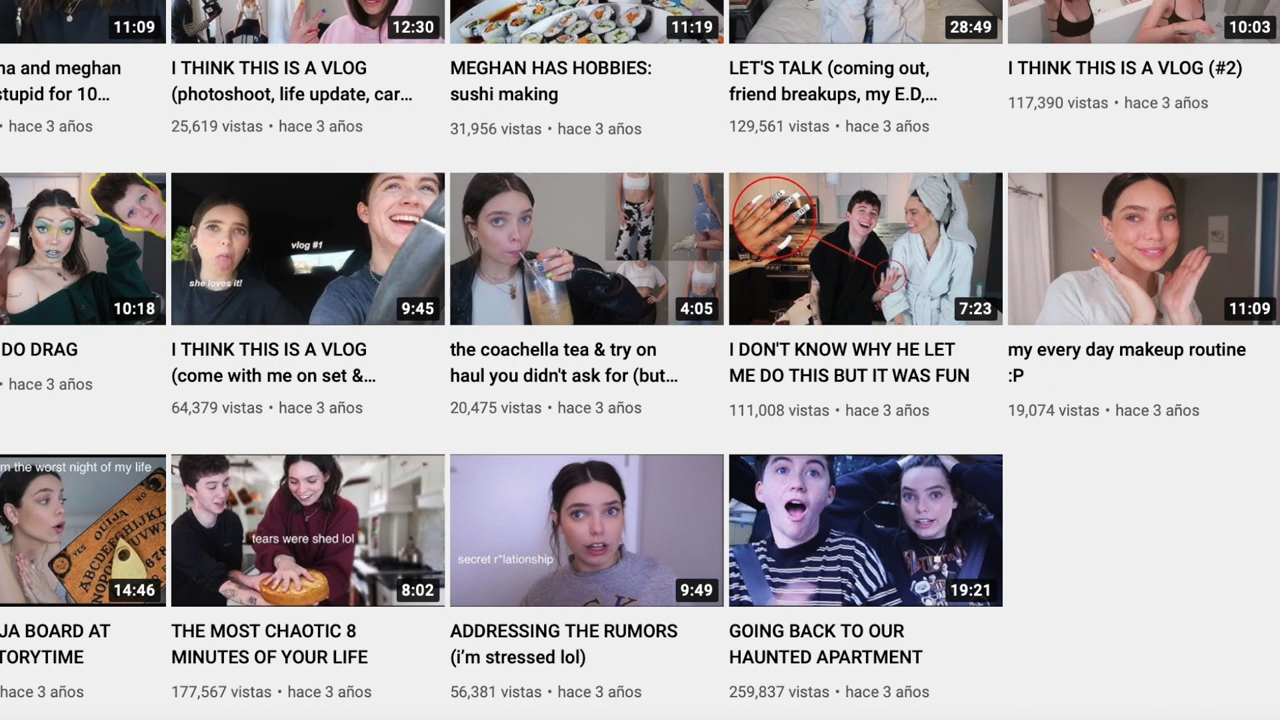 11:09
12:30
11:19
28:49
10:03
na and meghan
stupid for 10…
• hace 3 años
I THINK THIS IS A VLOG
(photoshoot, life update, car…
25,619 vistas • hace 3 años
MEGHAN HAS HOBBIES:
sushi making
31,956 vistas • hace 3 años
LET'S TALK (coming out,
friend breakups, my E.D,…
129,561 vistas • hace 3 años
I THINK THIS IS A VLOG (#2)
117,390 vistas • hace 3 años
10:18
vlog #1
she loves it!
9:45
4:05
7:23
11:09
DO DRAG
• hace 3 años
I THINK THIS IS A VLOG
(come with me on set &…
64,379 vistas • hace 3 años
the coachella tea & try on
haul you didn't ask for (but…
20,475 vistas • hace 3 años
I DON'T KNOW WHY HE LET
ME DO THIS BUT IT WAS FUN
111,008 vistas • hace 3 años
my every day makeup routine
:P
19,074 vistas • hace 3 años
m the worst night of my life
OUIJA
YES
NO
14:46
tears were shed lol
8:02
secret r*lationship
9:49
19:21
JA BOARD AT
TORYTIME
hace 3 años
THE MOST CHAOTIC 8
MINUTES OF YOUR LIFE
177,567 vistas • hace 3 años
ADDRESSING THE RUMORS
(i'm stressed lol)
56,381 vistas • hace 3 años
GOING BACK TO OUR
HAUNTED APARTMENT
259,837 vistas • hace 3 años